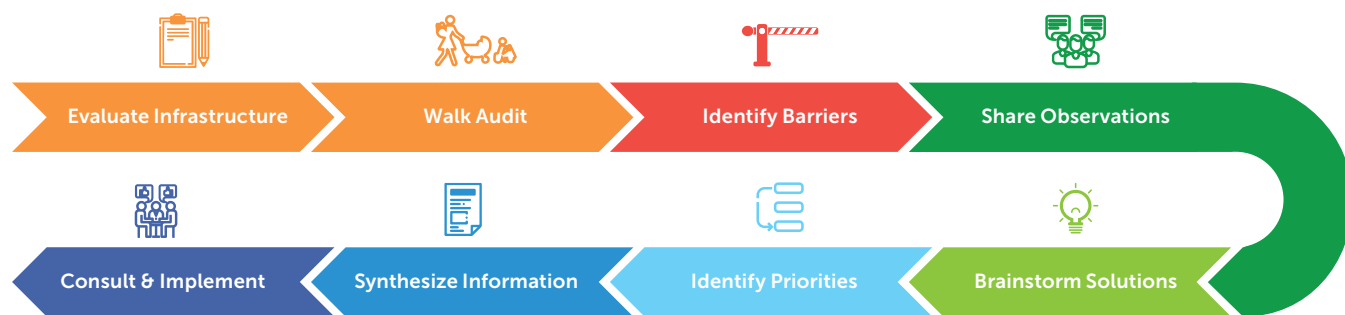 Evaluate Infrastructure
Walk Audit
Identify Barriers
Share Observations
Brainstorm Solutions
Identify Priorities
Synthesize Information
Consult & Implement